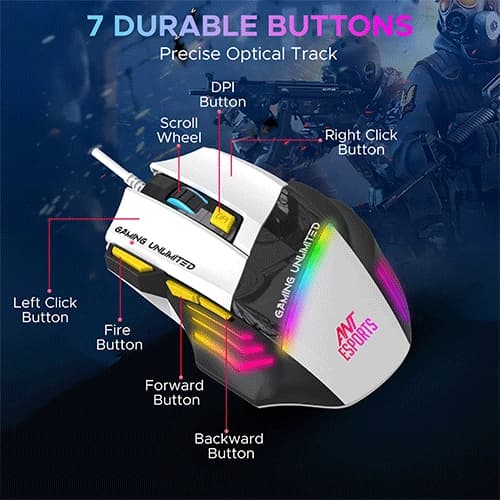 7 DURABLE BUTTONS
Precise Optical Track
DPI
Button
Scroll
Wheel
Right Click
Button
DPI
GAMING UNLIMITED
GAMING UNLIMITED
Left Click
Button
Fire
Button
ANT
ESPORTS
Forward
Button
Backward
Button